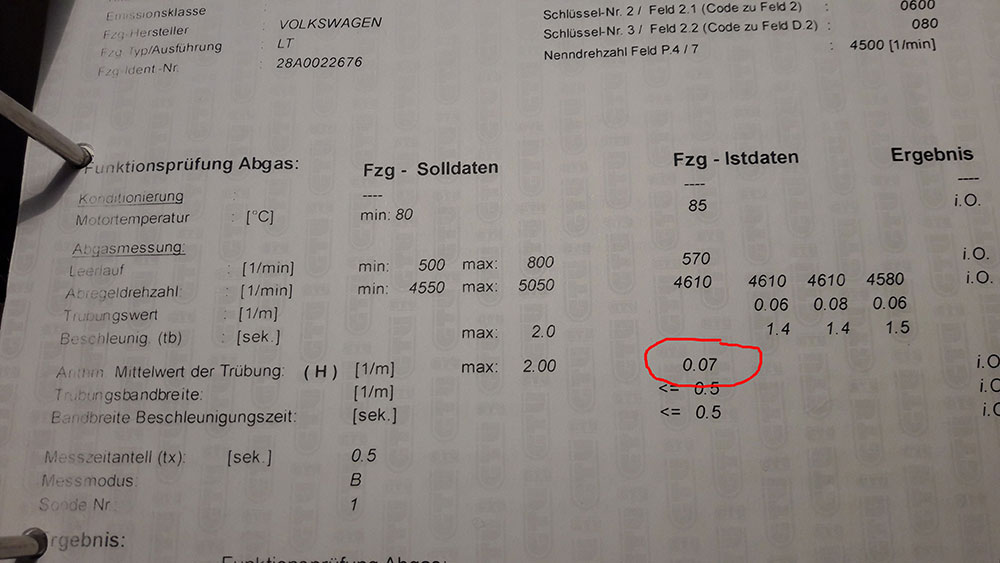 Emissionsklasse
Schlüssel-Nr. 2 / Feld 2.1 (Code zu Feld 2) : 0600
Fzg-Hersteller : VOLKSWAGEN
Schlüssel-Nr. 3 / Feld 2.2 (Code zu Feld D.2) : 080
Fzg-Typ/Ausführung : LT
Nenndrehzahl Feld P.4 / 7 : 4500 [1/min]
Fzg-Ident-Nr. : 28A0022676
Funktionsprüfung Abgas: Fzg - Solldaten Fzg - Istdaten Ergebnis
Konditionierung : ---- ---- ----
Motortemperatur : [°C] min: 80 85 i.O.
Abgasmessung:
Leerlauf : [1/min] min: 500 max: 800 570 i.O.
Abregeldrehzahl: : [1/min] min: 4550 max: 5050 4610 4610 4610 4580 i.O.
Trübungswert : [1/m] 0.06 0.08 0.06
Beschleunig. (tb) : [sek.] max: 2.0 1.4 1.4 1.5
Arithm. Mittelwert der Trübung: (H) [1/m] max: 2.00 0.07 i.O
Trübungsbandbreite: [1/m] <= 0.5 i.O
Bandbreite Beschleunigungszeit: [sek.] <= 0.5 i.O
Messzeitanteil (tx): [sek.] 0.5
Messmodus: B
Sonde Nr.: 1
Ergebnis:
Funktionsprüfung Abgas: